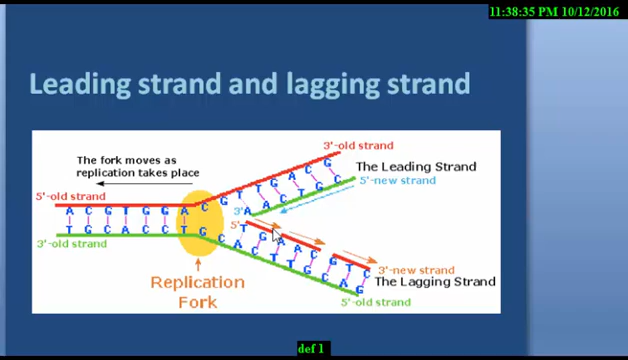 11:38:35 PM 10/12/2016
Leading strand and lagging strand
3'-old strand
The fork moves as
replication takes place
The Leading Strand
5'-new strand
5'-old strand
A C G T G G A C G T T G A C G
3' A A C T G C
T G C A C C T G C A C T T G C A G
5' T G A A C G T C
3'-old strand
3'-new strand
The Lagging Strand
Replication
Fork
5'-old strand
def 1